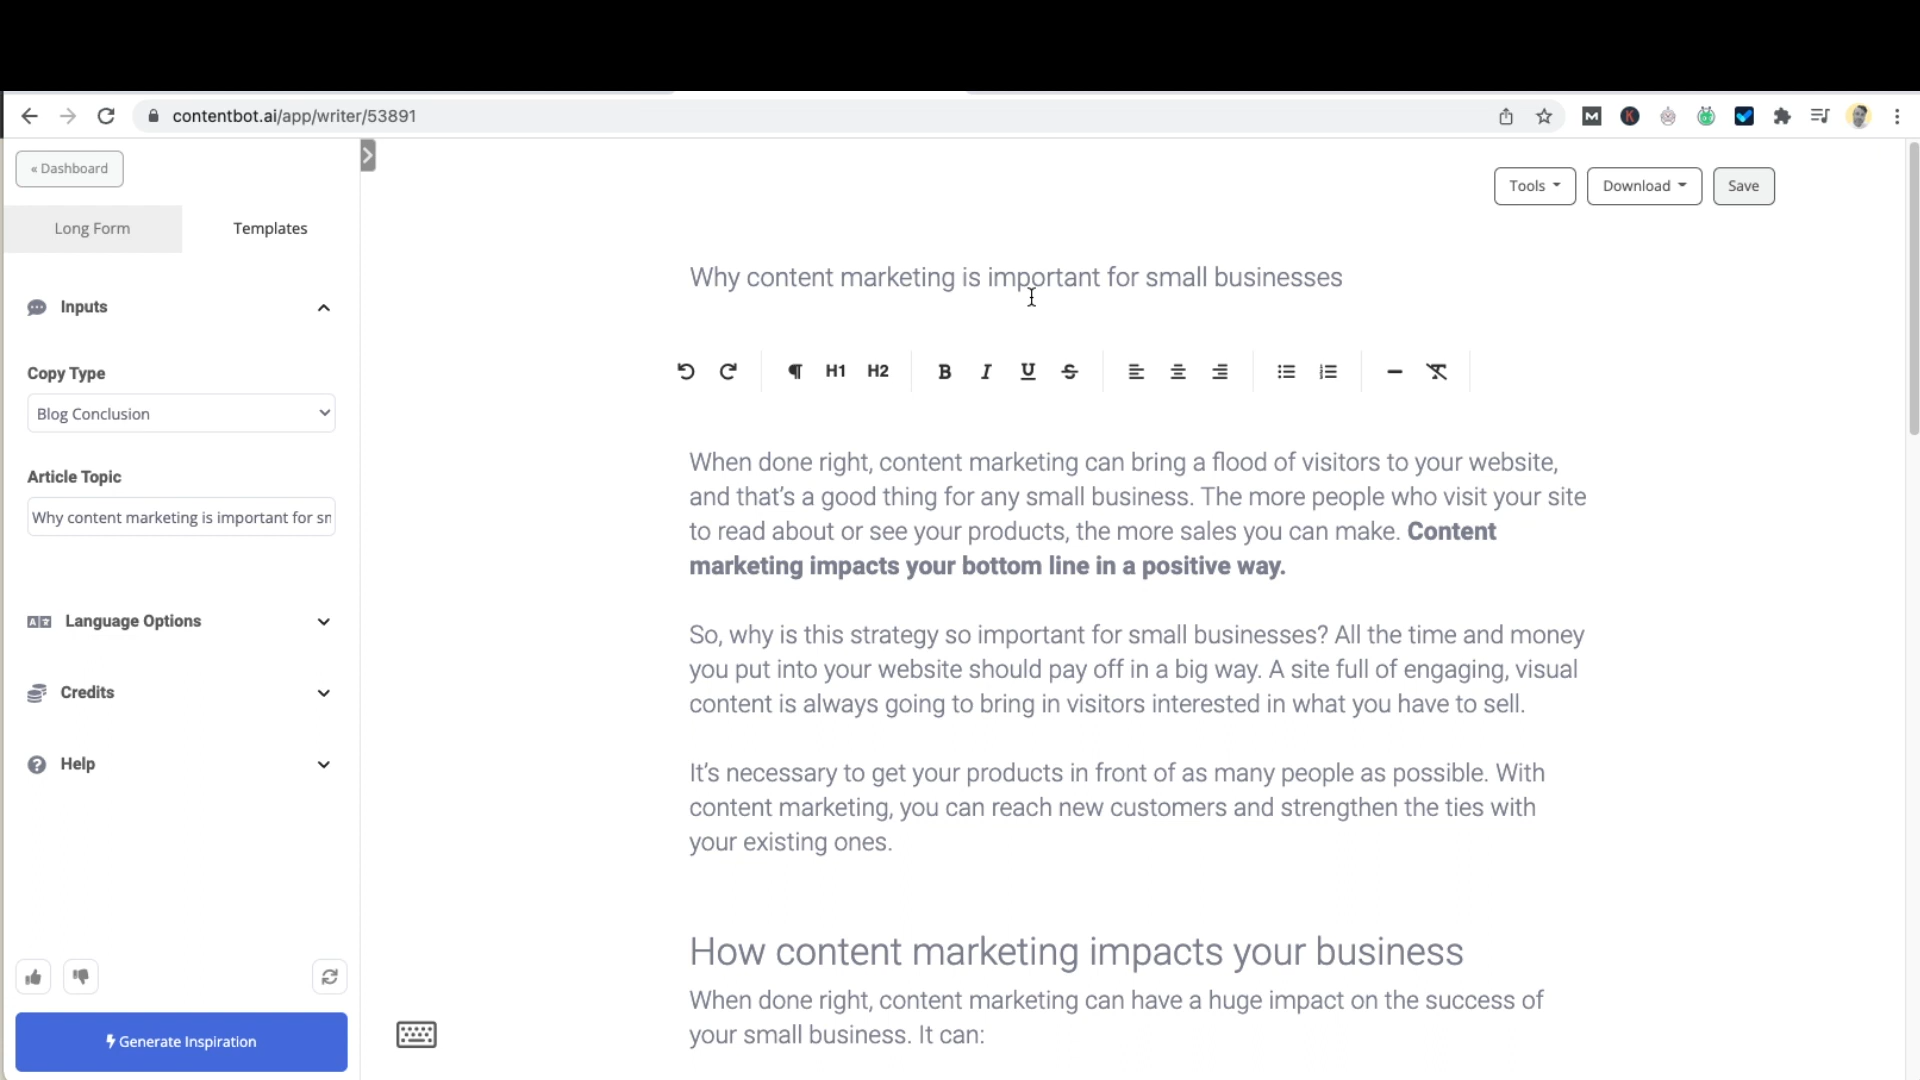 contentbot.ai/app/writer/53891
« Dashboard
Tools
Download
Save
Long Form
Templates
Why content marketing is important for small businesses
Inputs
H1
H2
B
I
U
S
Copy Type
Blog Conclusion
Article Topic
Why content marketing is important for sr
When done right, content marketing can bring a flood of visitors to your website,
and that's a good thing for any small business. The more people who visit your site
to read about or see your products, the more sales you can make. Content
marketing impacts your bottom line in a positive way.
Language Options
So, why is this strategy so important for small businesses? All the time and money
you put into your website should pay off in a big way. A site full of engaging, visual
content is always going to bring in visitors interested in what you have to sell.
Credits
Help
It's necessary to get your products in front of as many people as possible. With
content marketing, you can reach new customers and strengthen the ties with
your existing ones.
How content marketing impacts your business
When done right, content marketing can have a huge impact on the success of
your small business. It can:
Generate Inspiration